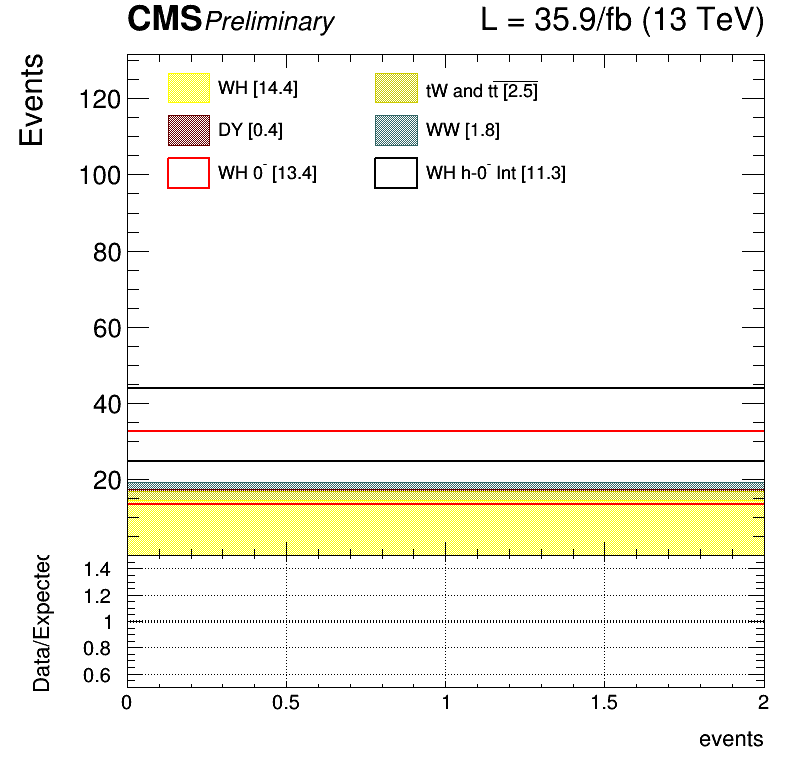 CMS Preliminary L = 35.9/fb (13 TeV)
Events
WH [14.4] tW and tt̅ [2.5]
DY [0.4] WW [1.8]
WH 0⁻ [13.4] WH h-0⁻ Int [11.3]
120
100
80
60
40
20
Data/Expected
1.4
1.2
1
0.8
0.6
0 0.5 1 1.5 2
events